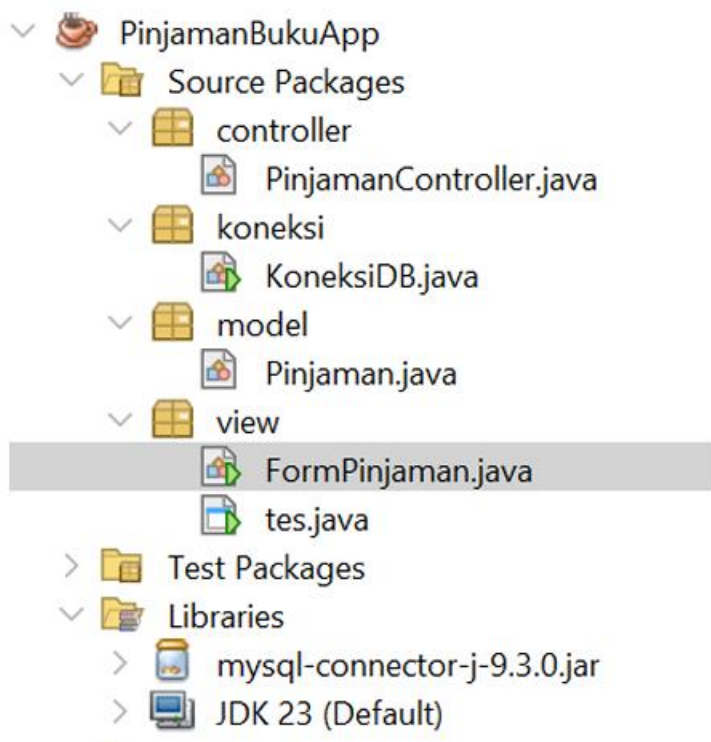 PinjamanBukuApp
Source Packages
controller
PinjamanController.java
koneksi
KoneksiDB.java
model
Pinjaman.java
view
FormPinjaman.java
tes.java
Test Packages
Libraries
mysql-connector-j-9.3.0.jar
JDK 23 (Default)